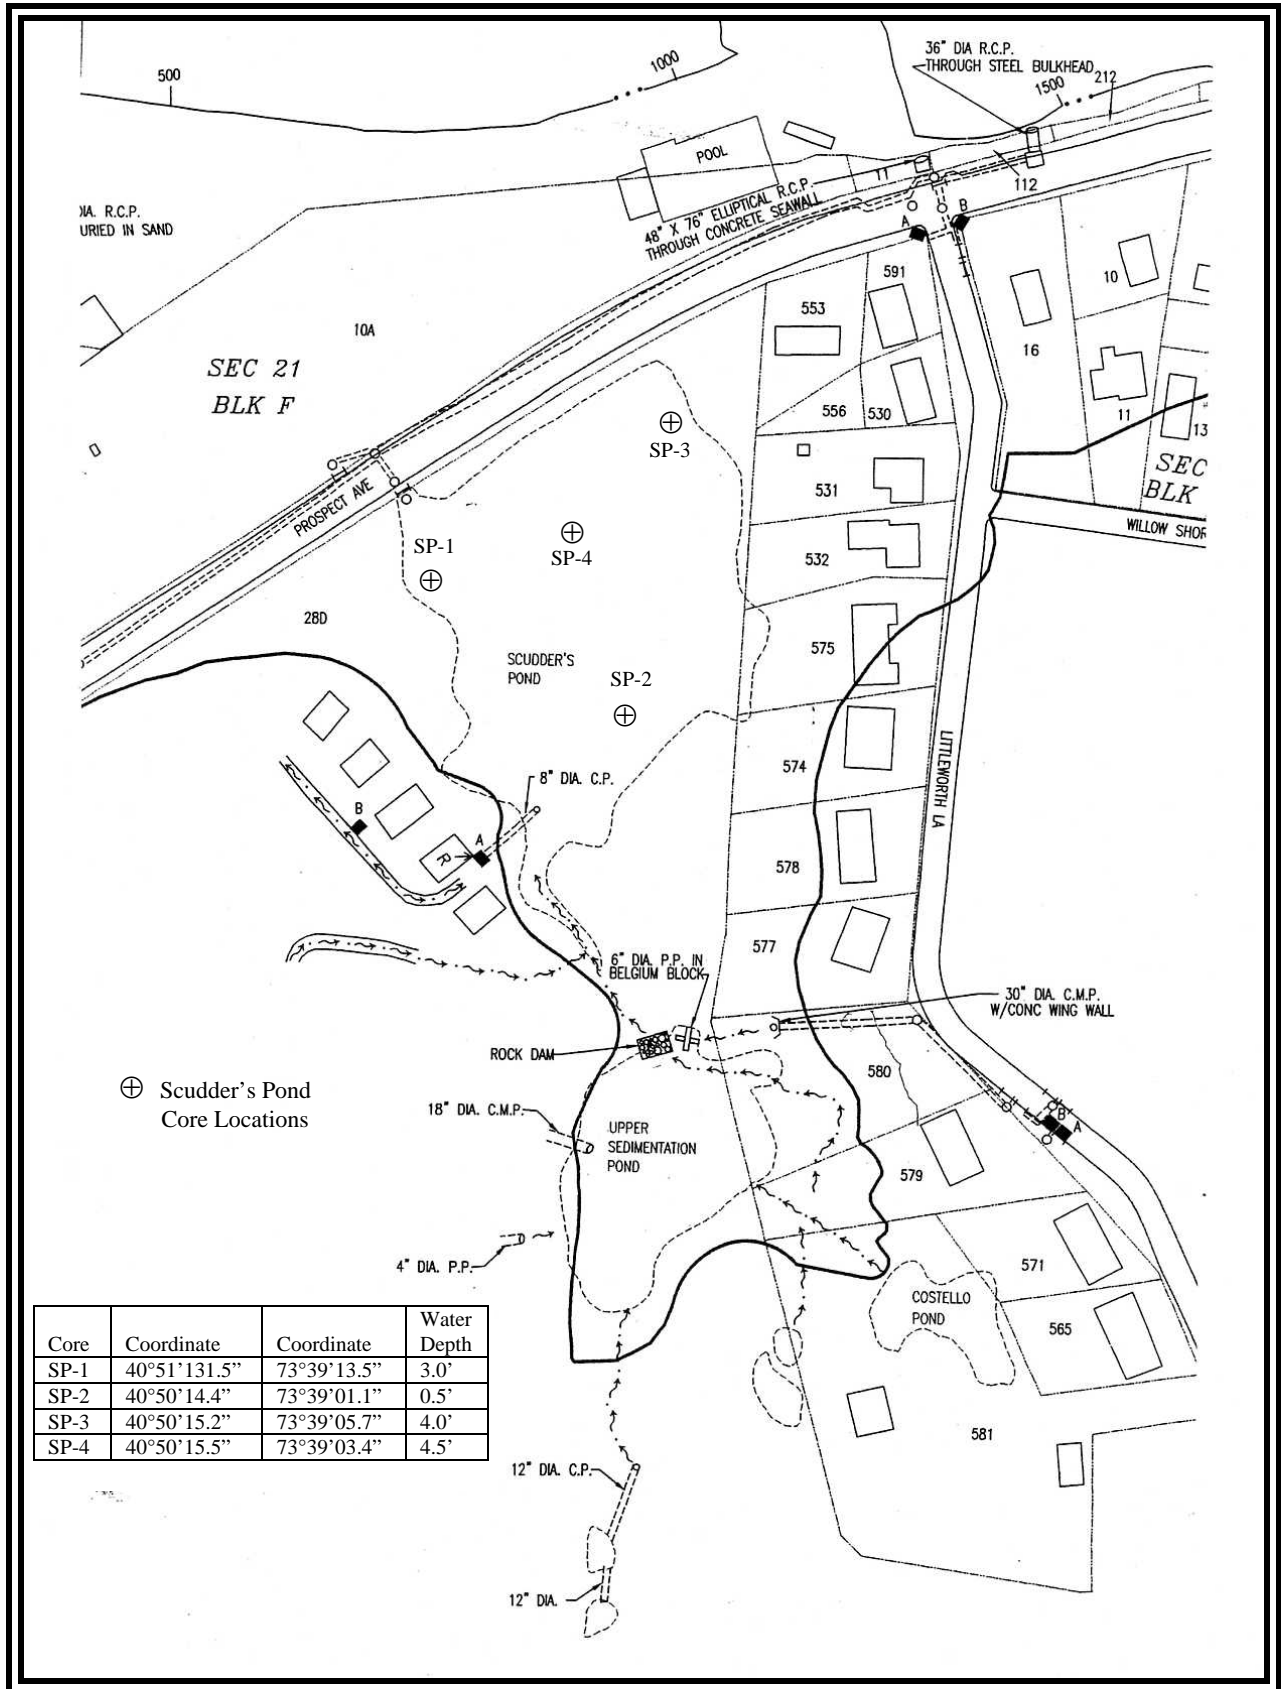 36" DIA R.C.P.
THROUGH STEEL BULKHEAD
500
1000
1500
212
POOL
11
112
IA. R.C.P.
URIED IN SAND
48" X 76" ELLIPTICAL R.C.P.
THROUGH CONCRETE SEAWALL
A
B
591
10
553
10A
16
SEC 21
BLK F
556
530
11
13
SP-3
SEC
BLK
PROSPECT AVE
531
WILLOW SHOR
SP-1
SP-4
532
28D
575
SCUDDER'S
POND
SP-2
574
LITTLEWORTH LA
8" DIA. C.P.
B
A
R
578
577
6" DIA. P.P. IN
BELGIUM BLOCK
30" DIA. C.M.P.
W/CONC WING WALL
ROCK DAM
580
Scudder’s Pond
Core Locations
18" DIA. C.M.P.
B
A
UPPER
SEDIMENTATION
POND
579
4" DIA. P.P.
571
COSTELLO
POND
565
Core Coordinate Coordinate Water Depth
SP-1 40°51’131.5” 73°39’13.5” 3.0’
SP-2 40°50’14.4” 73°39’01.1” 0.5’
SP-3 40°50’15.2” 73°39’05.7” 4.0’
SP-4 40°50’15.5” 73°39’03.4” 4.5’
581
12" DIA. C.P.
12" DIA.